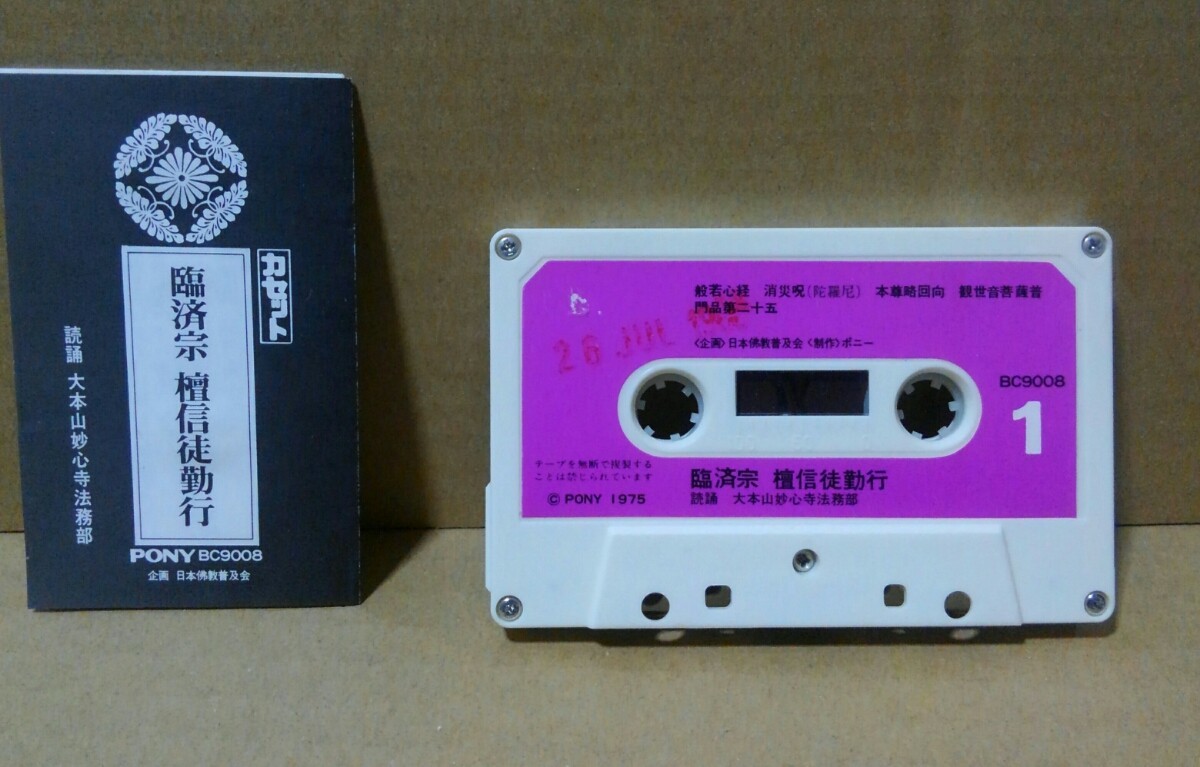 カセット
臨済宗 檀信徒勤行
読誦 大本山妙心寺法務部
PONY BC9008
企画 日本佛教普及会
般若心経 消災呪(陀羅尼) 本尊略回向 観世音菩薩普
門品第二十五
〈企画〉日本佛教普及会〈制作〉ポニー
BC9008
1
テープを無断で複製する
ことは禁じられています
© PONY 1975
臨済宗 檀信徒勤行
読誦 大本山妙心寺法務部